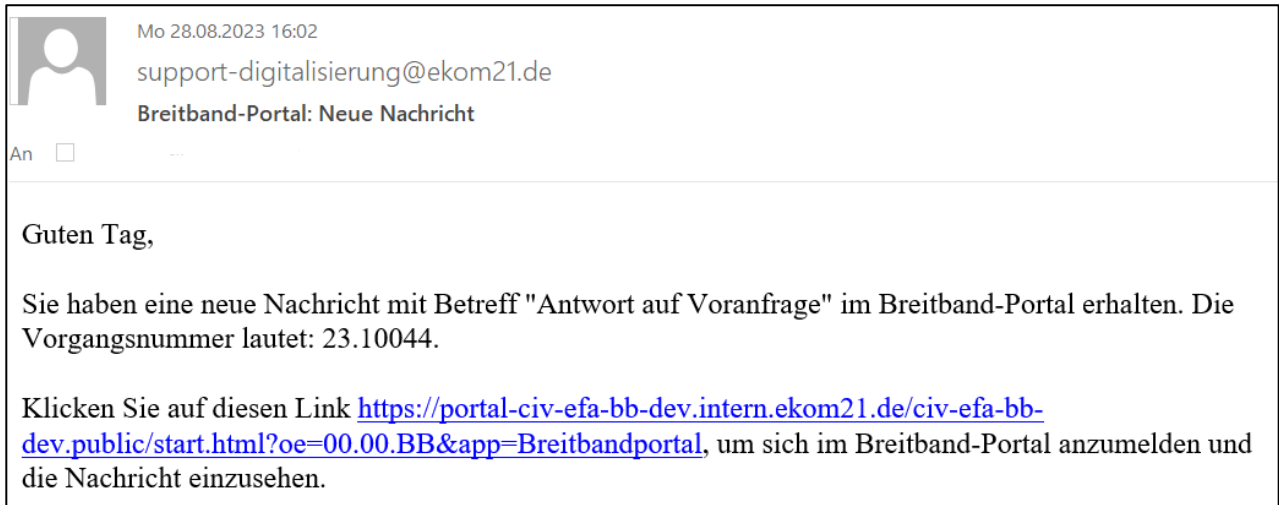 Mo 28.08.2023 16:02
support-digitalisierung@ekom21.de
Breitband-Portal: Neue Nachricht
An
Guten Tag,
Sie haben eine neue Nachricht mit Betreff "Antwort auf Voranfrage" im Breitband-Portal erhalten. Die
Vorgangsnummer lautet: 23.10044.
Klicken Sie auf diesen Link https://portal-civ-efa-bb-dev.intern.ekom21.de/civ-efa-bb-
dev.public/start.html?oe=00.00.BB&app=Breitbandportal, um sich im Breitband-Portal anzumelden und
die Nachricht einzusehen.